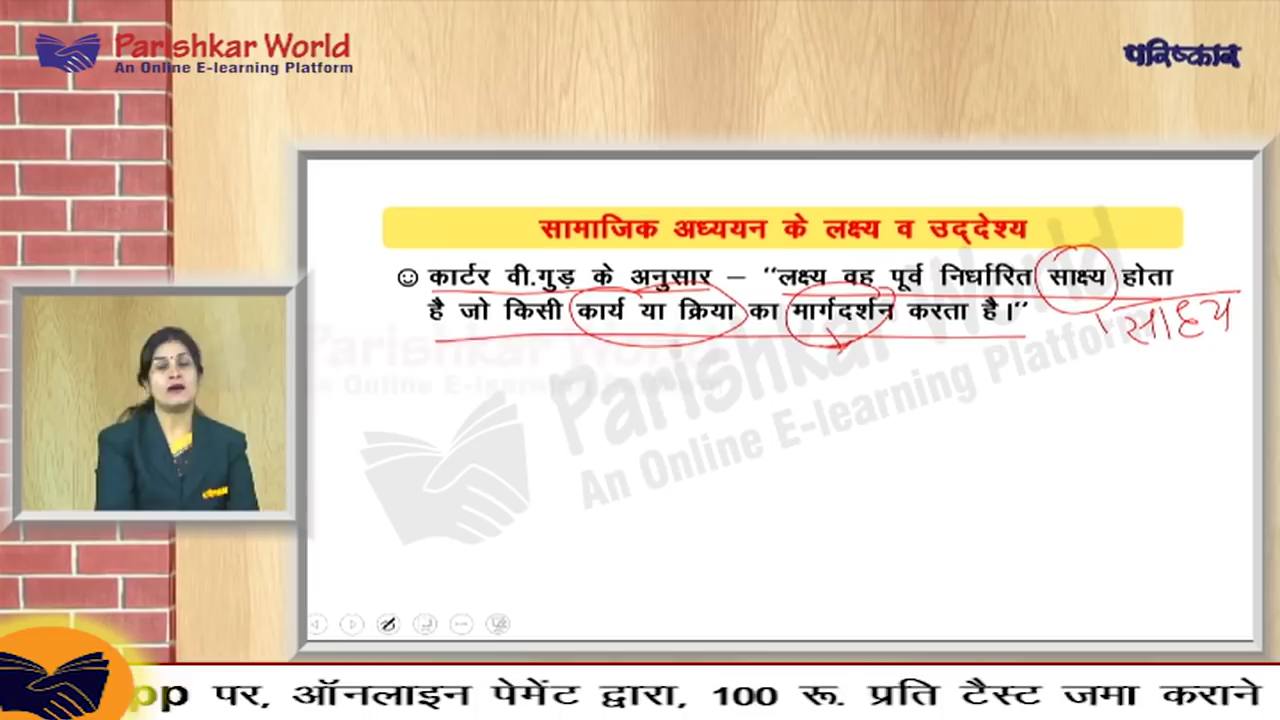 Parishkar World
An Online E-learning Platform
परिष्कार
सामाजिक अध्ययन के लक्ष्य व उद्देश्य
कार्टर वी.गुड़ के अनुसार – "लक्ष्य वह पूर्व निर्धारित साक्ष्य होता
है जो किसी कार्य या क्रिया का मार्गदर्शन करता है।"
साध्य
Parishkar World
An Online E-learning Platform
pp पर, ऑनलाइन पेमेंट द्वारा, 100 रू. प्रति टैस्ट जमा कराने